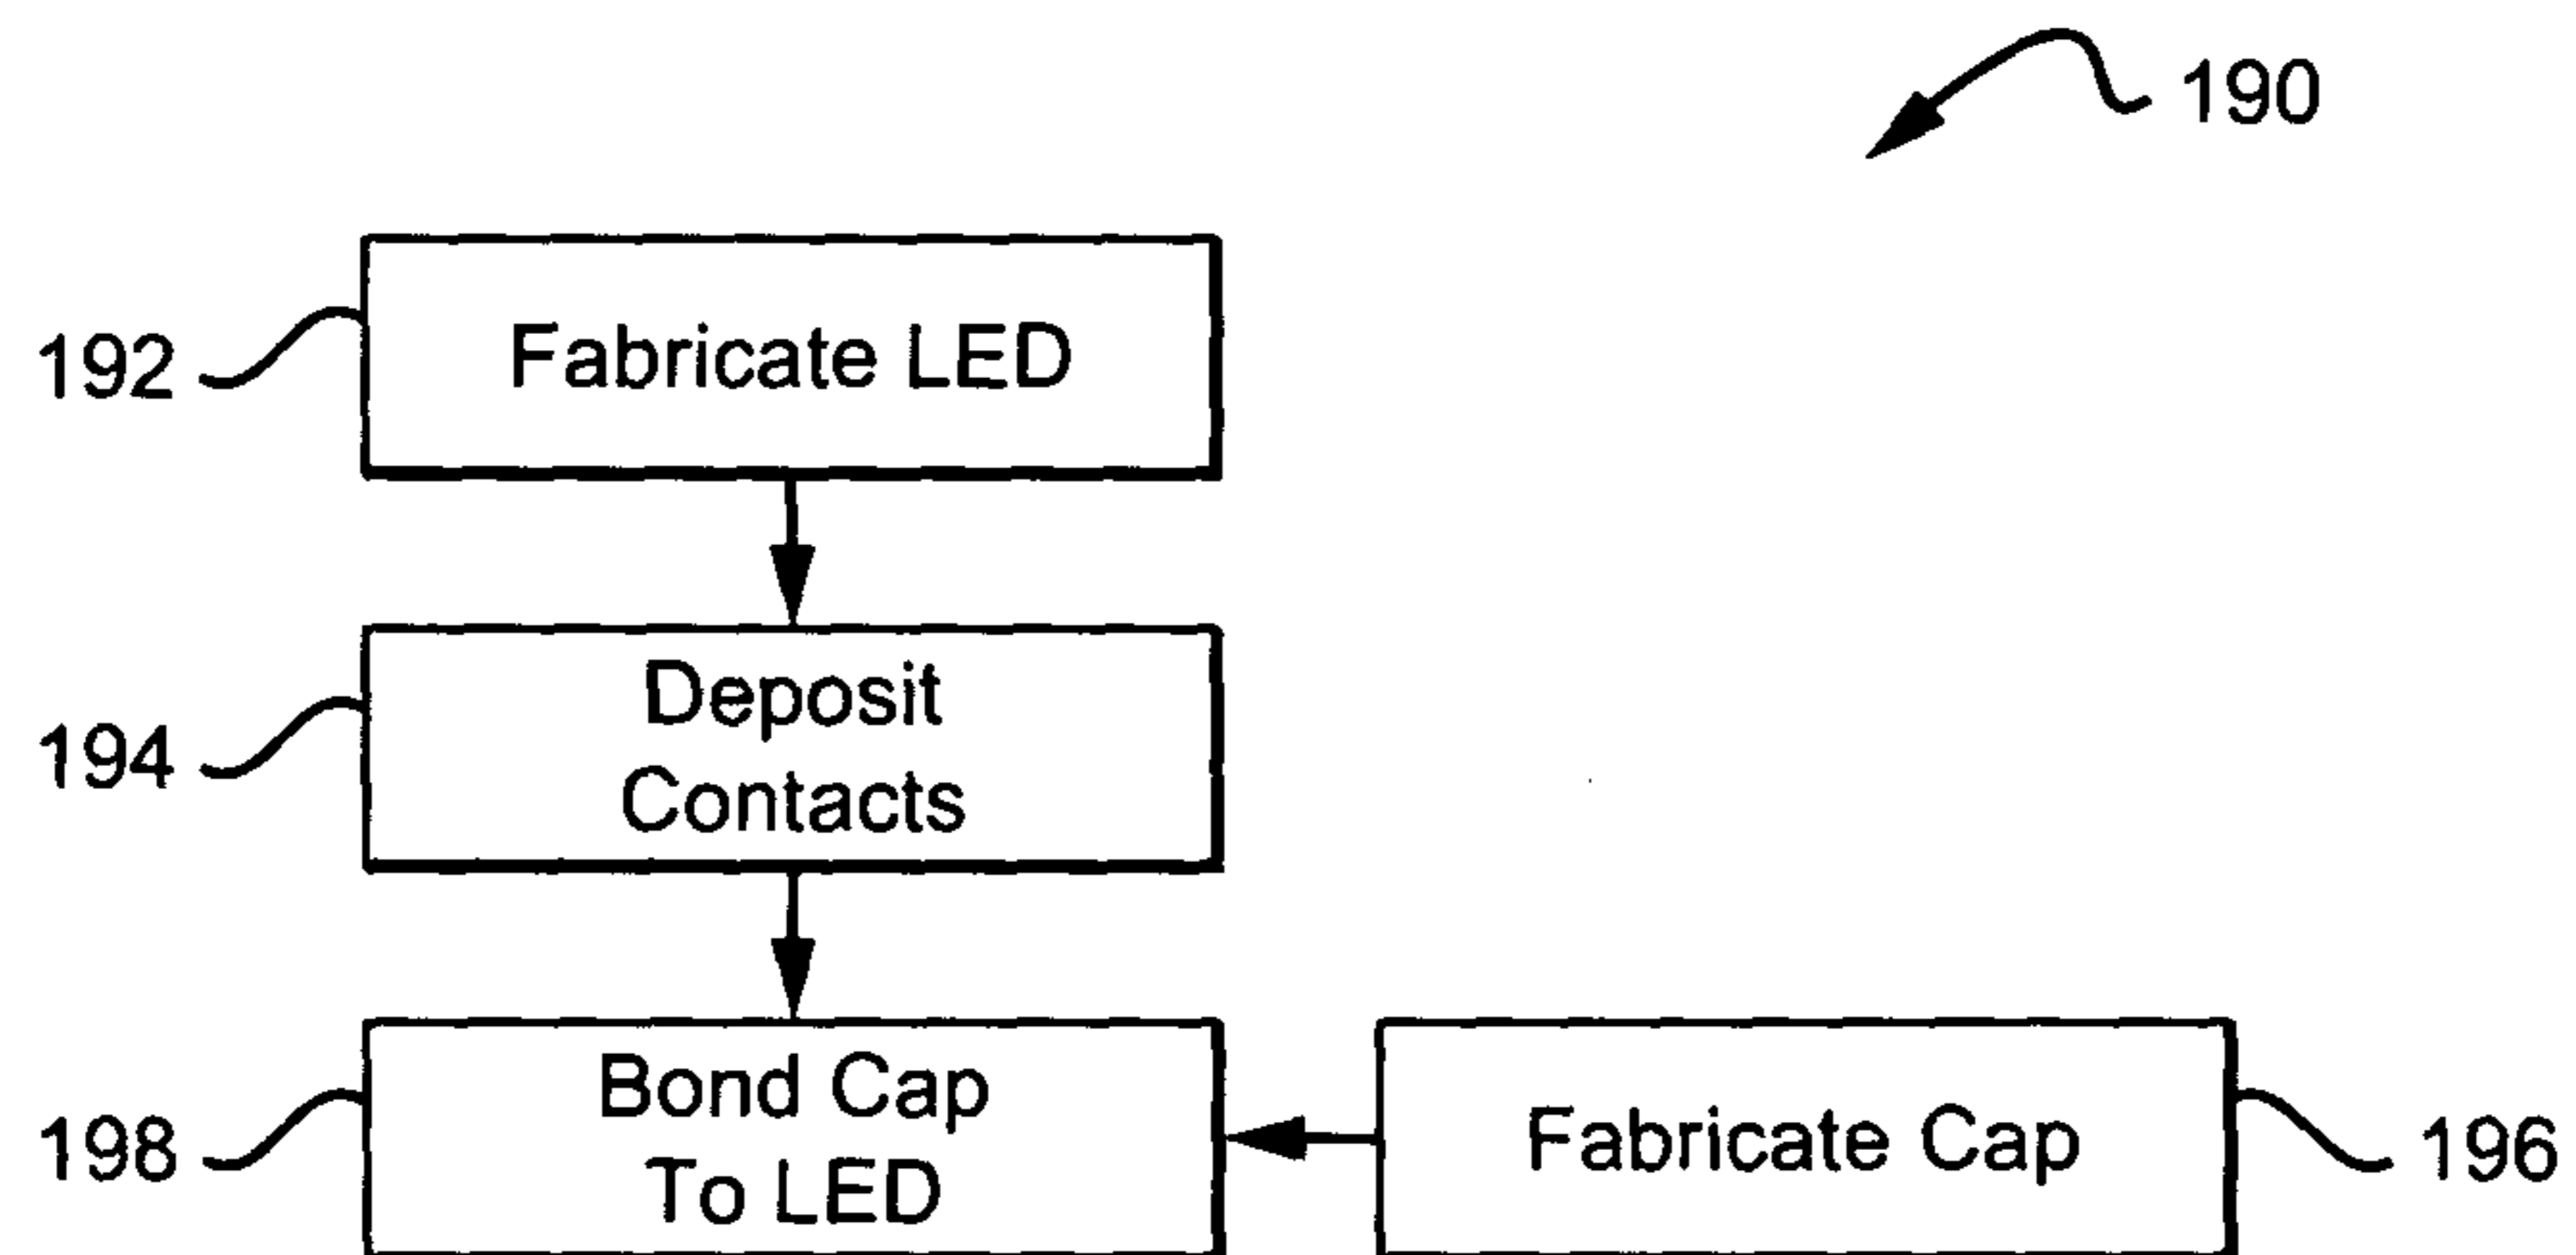 190
192
Fabricate LED
194
Deposit
Contacts
198
Bond Cap
To LED
Fabricate Cap
196